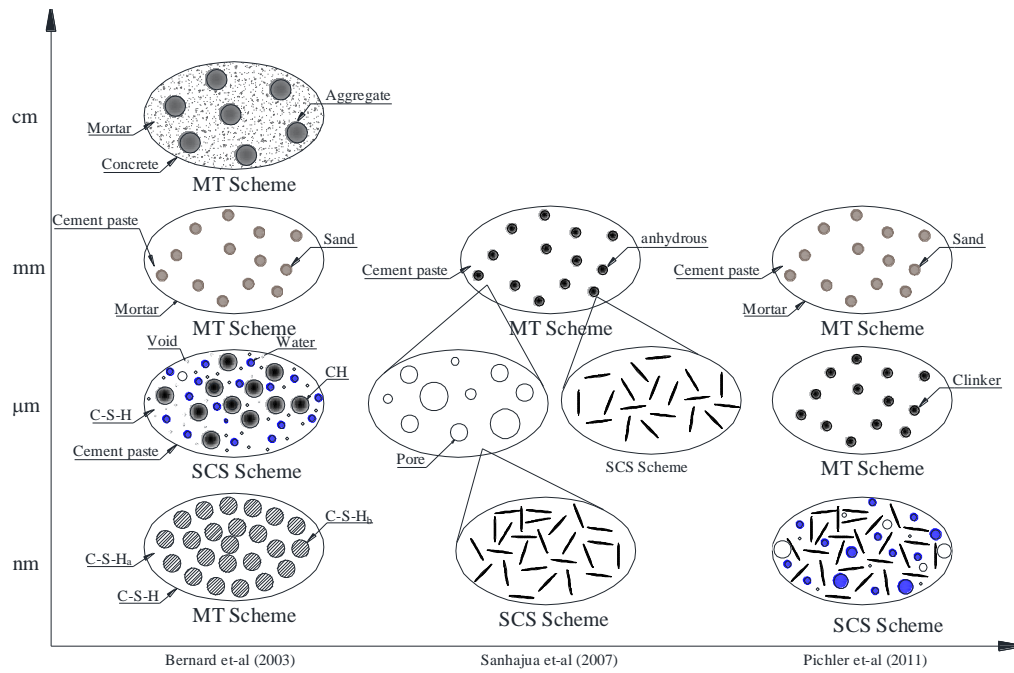 cm
Aggregate
Mortar
Concrete
MT Scheme
mm
Cement paste
Sand
Mortar
MT Scheme
anhydrous
Cement paste
MT Scheme
Sand
Cement paste
Mortar
MT Scheme
μm
Void
Water
CH
C-S-H
Cement paste
SCS Scheme
Pore
SCS Scheme
Clinker
MT Scheme
nm
C-S-Hb
C-S-Ha
C-S-H
MT Scheme
SCS Scheme
SCS Scheme
Bernard et-al (2003)
Sanhajua et-al (2007)
Pichler et-al (2011)